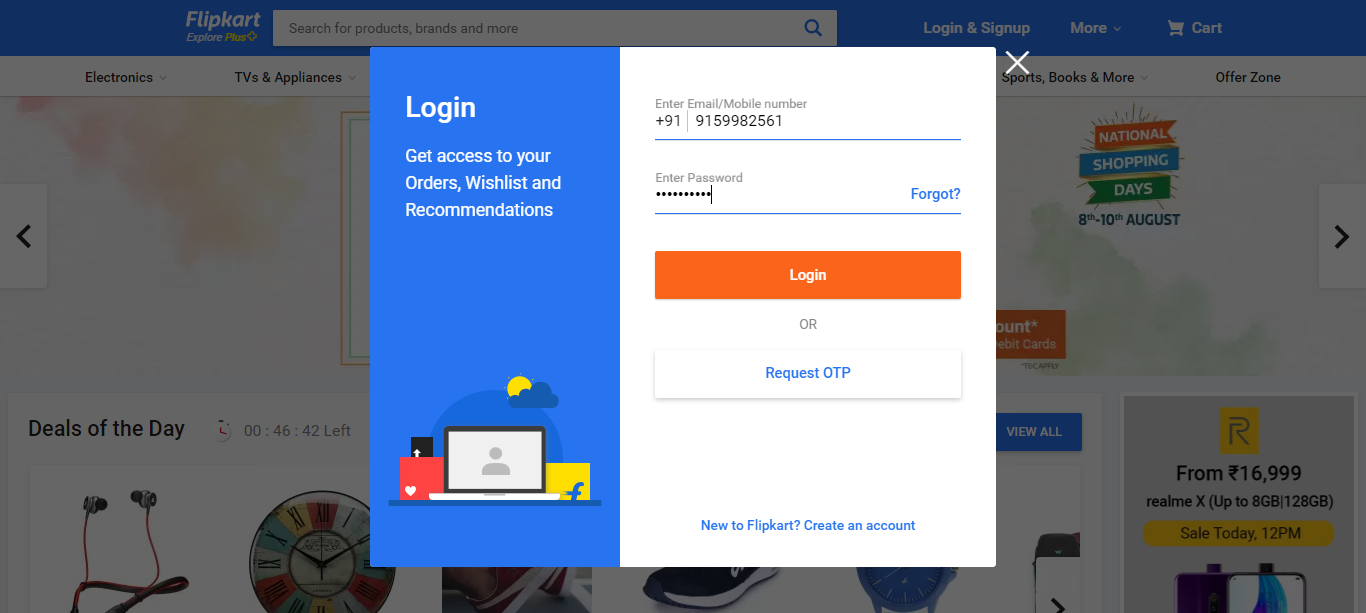 Flipkart
Explore Plus
Search for products, brands and more
Login & Signup
More
Cart
Electronics
TVs & Appliances
Sports, Books & More
Offer Zone
Login
Get access to your
Orders, Wishlist and
Recommendations
Enter Email/Mobile number
+91 9159982561
Enter Password
••••••••••
Forgot?
Login
OR
Request OTP
New to Flipkart? Create an account
NATIONAL
SHOPPING
DAYS
8th-10th AUGUST
ount*
ebit Cards
*T&C APPLY
Deals of the Day
00 : 46 : 42 Left
VIEW ALL
From ₹16,999
realme X (Up to 8GB|128GB)
Sale Today, 12PM